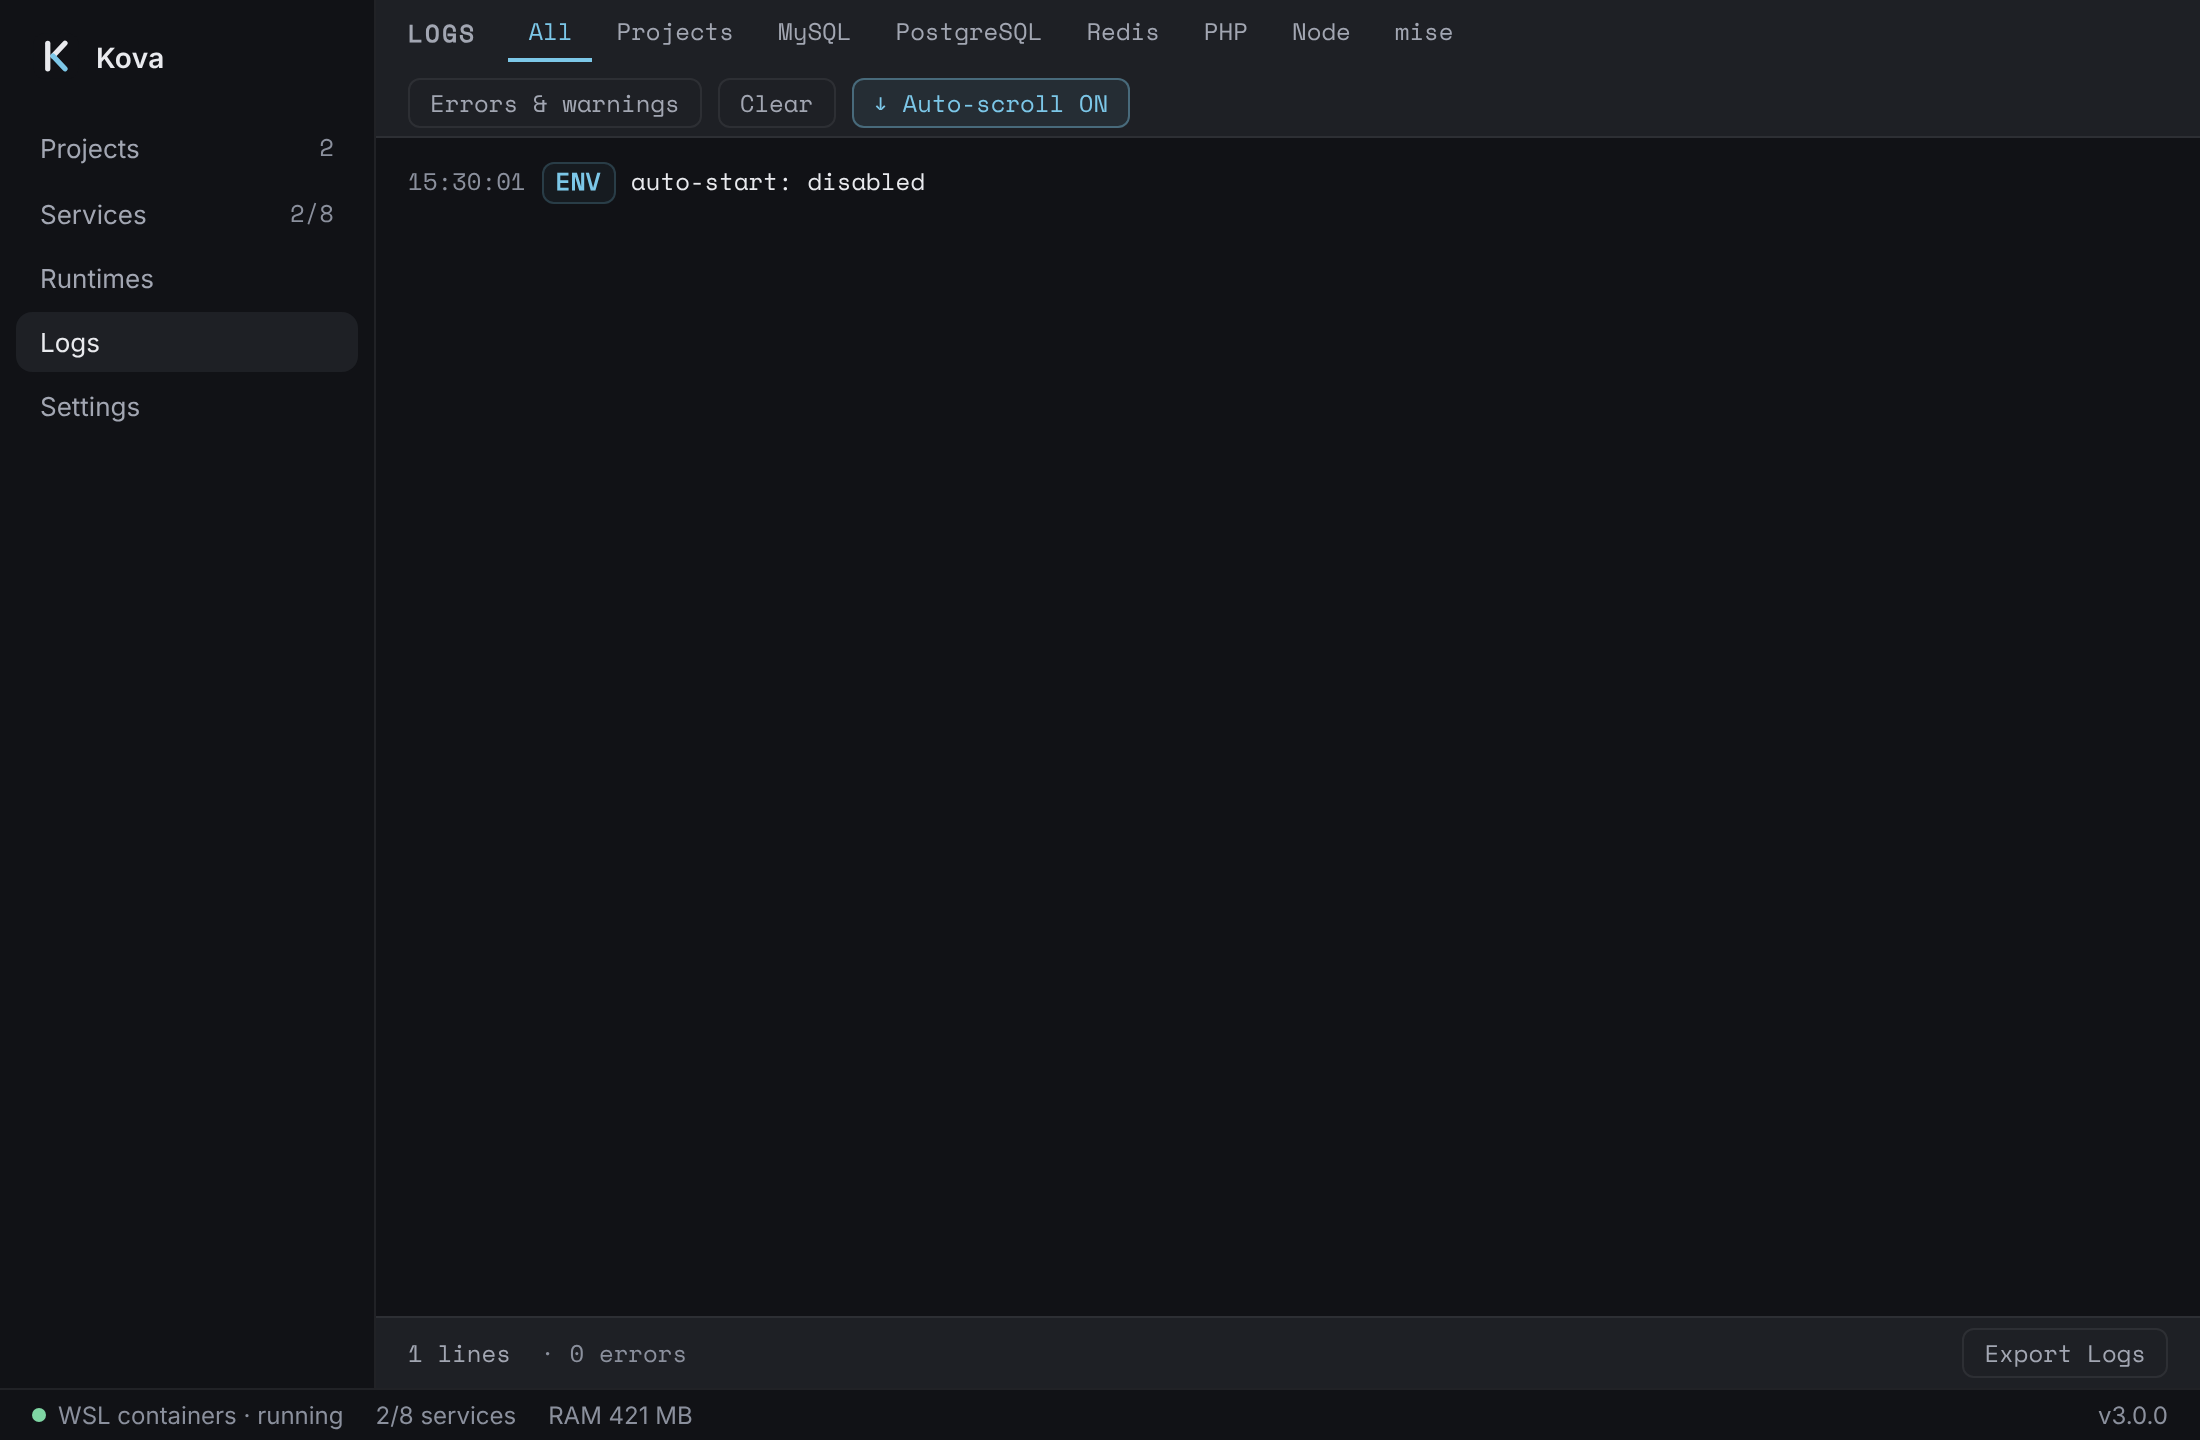 Kova
Projects 2
Services 2/8
Runtimes
Logs
Settings
LOGS All Projects MySQL PostgreSQL Redis PHP Node mise
Errors & warnings Clear ↓ Auto-scroll ON
15:30:01 ENV auto-start: disabled
1 lines · 0 errors Export Logs
WSL containers · running 2/8 services RAM 421 MB v3.0.0